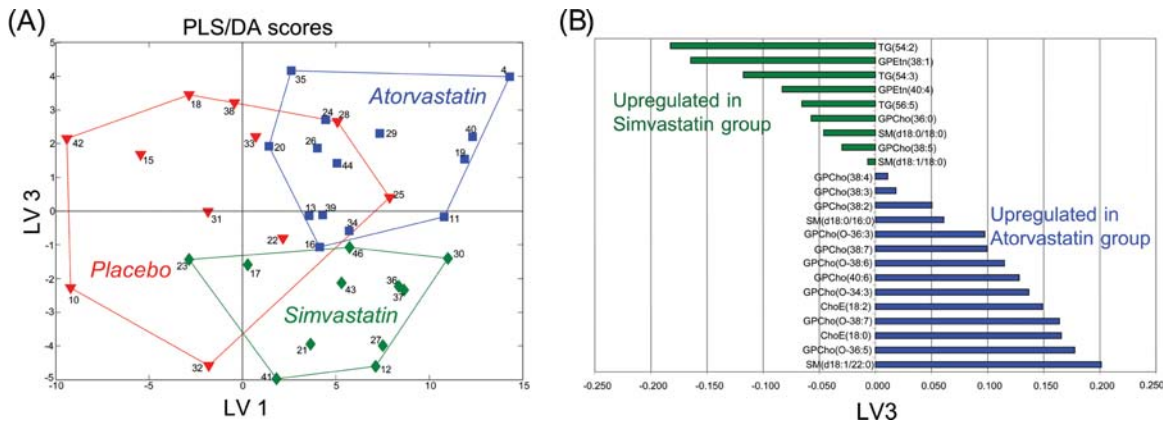 (A)
PLS/DA scores
5
4
3
2
1
0
-1
-2
-3
-4
-5
-10
-5
0
5
10
15
LV 3
LV 1
Atorvastatin
Placebo
Simvastatin
35
4
18
38
24
28
42
33
29
40
15
20
26
44
19
25
31
13
39
11
22
34
16
46
23
17
30
10
43
36
37
21
27
32
41
12
(B)
TG(54:2)
GPEtn(38:1)
TG(54:3)
GPEtn(40:4)
TG(56:5)
GPCho(36:0)
SM(d18:0/18:0)
GPCho(38:5)
SM(d18:1/18:0)
Upregulated in
Simvastatin group
GPCho(38:4)
GPCho(38:3)
GPCho(38:2)
SM(d18:0/16:0)
GPCho(O-36:3)
GPCho(38:7)
GPCho(O-38:6)
GPCho(40:6)
GPCho(O-34:3)
ChoE(18:2)
GPCho(O-38:7)
ChoE(18:0)
GPCho(O-36:5)
SM(d18:1/22:0)
Upregulated in
Atorvastatin group
-0.250
-0.200
-0.150
-0.100
-0.050
0.000
0.050
0.100
0.150
0.200
0.250
LV3